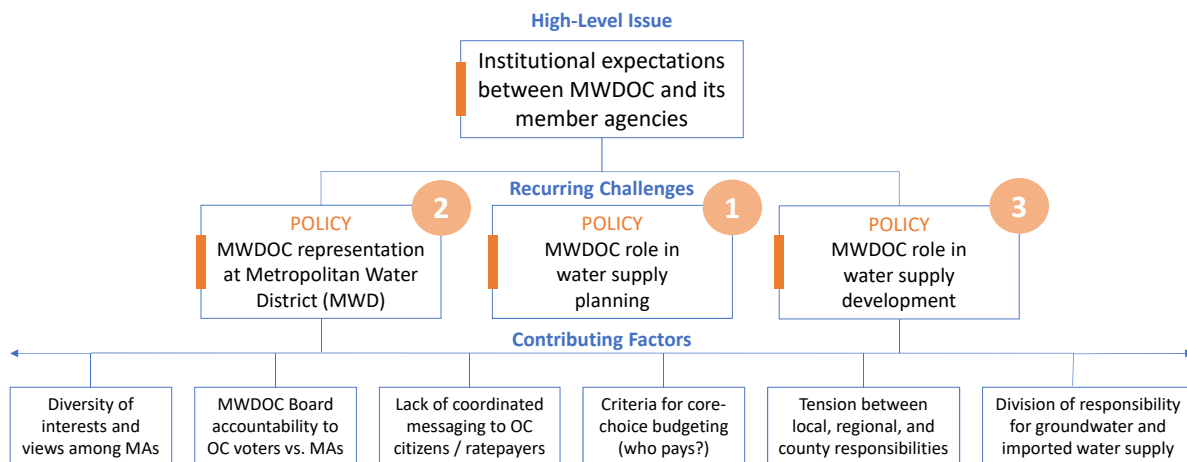 High-Level Issue
Institutional expectations
between MWDOC and its
member agencies
Recurring Challenges
2
POLICY
MWDOC representation
at Metropolitan Water
District (MWD)
1
POLICY
MWDOC role in
water supply
planning
3
POLICY
MWDOC role in
water supply
development
Contributing Factors
Diversity of
interests and
views among MAs
MWDOC Board
accountability to
OC voters vs. MAs
Lack of coordinated
messaging to OC
citizens / ratepayers
Criteria for core-
choice budgeting
(who pays?)
Tension between
local, regional, and
county responsibilities
Division of responsibility
for groundwater and
imported water supply